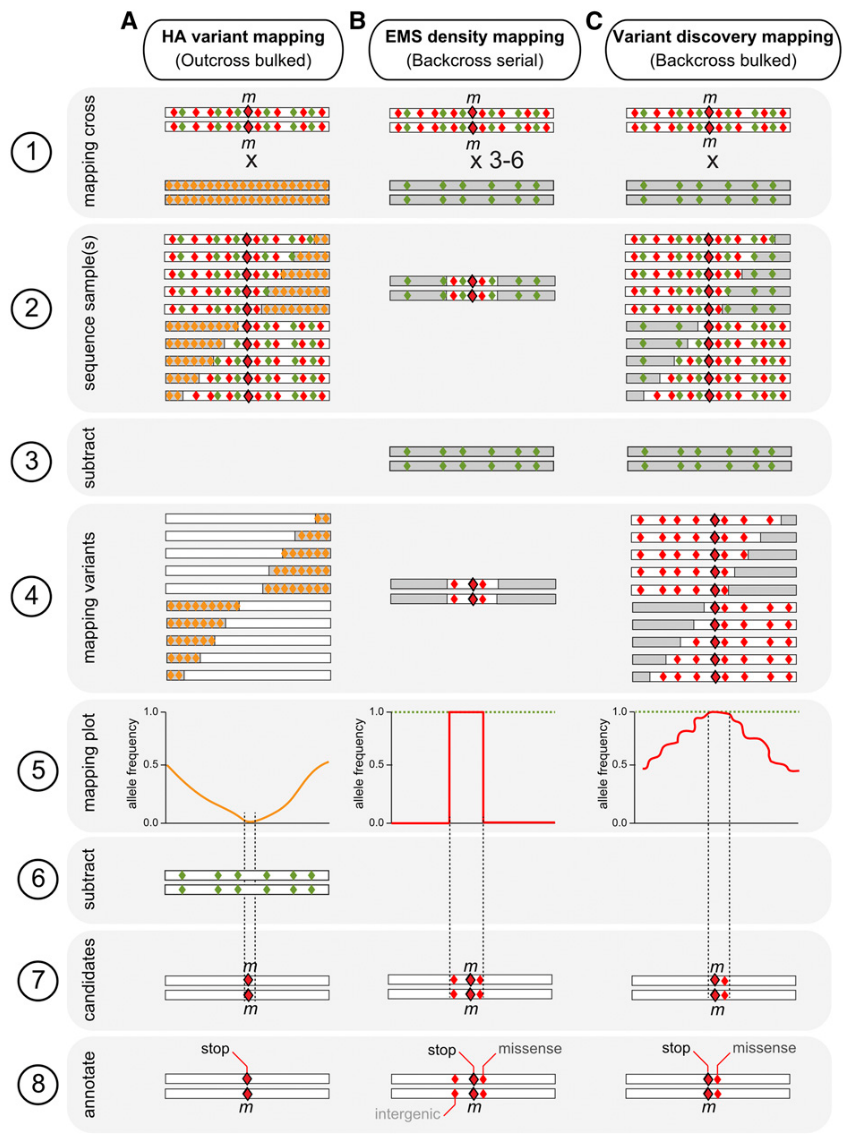 A
HA variant mapping
(Outcross bulked)
B
EMS density mapping
(Backcross serial)
C
Variant discovery mapping
(Backcross bulked)
1
mapping cross
m
m
x
m
m
x 3-6
m
m
x
2
sequence sample(s)
3
subtract
4
mapping variants
5
mapping plot
allele frequency
1.0
0.5
0.0
allele frequency
1.0
0.5
0.0
allele frequency
1.0
0.5
0.0
6
subtract
7
candidates
m
m
m
m
m
m
8
annotate
stop
m
stop
missense
intergenic
m
stop
missense
m